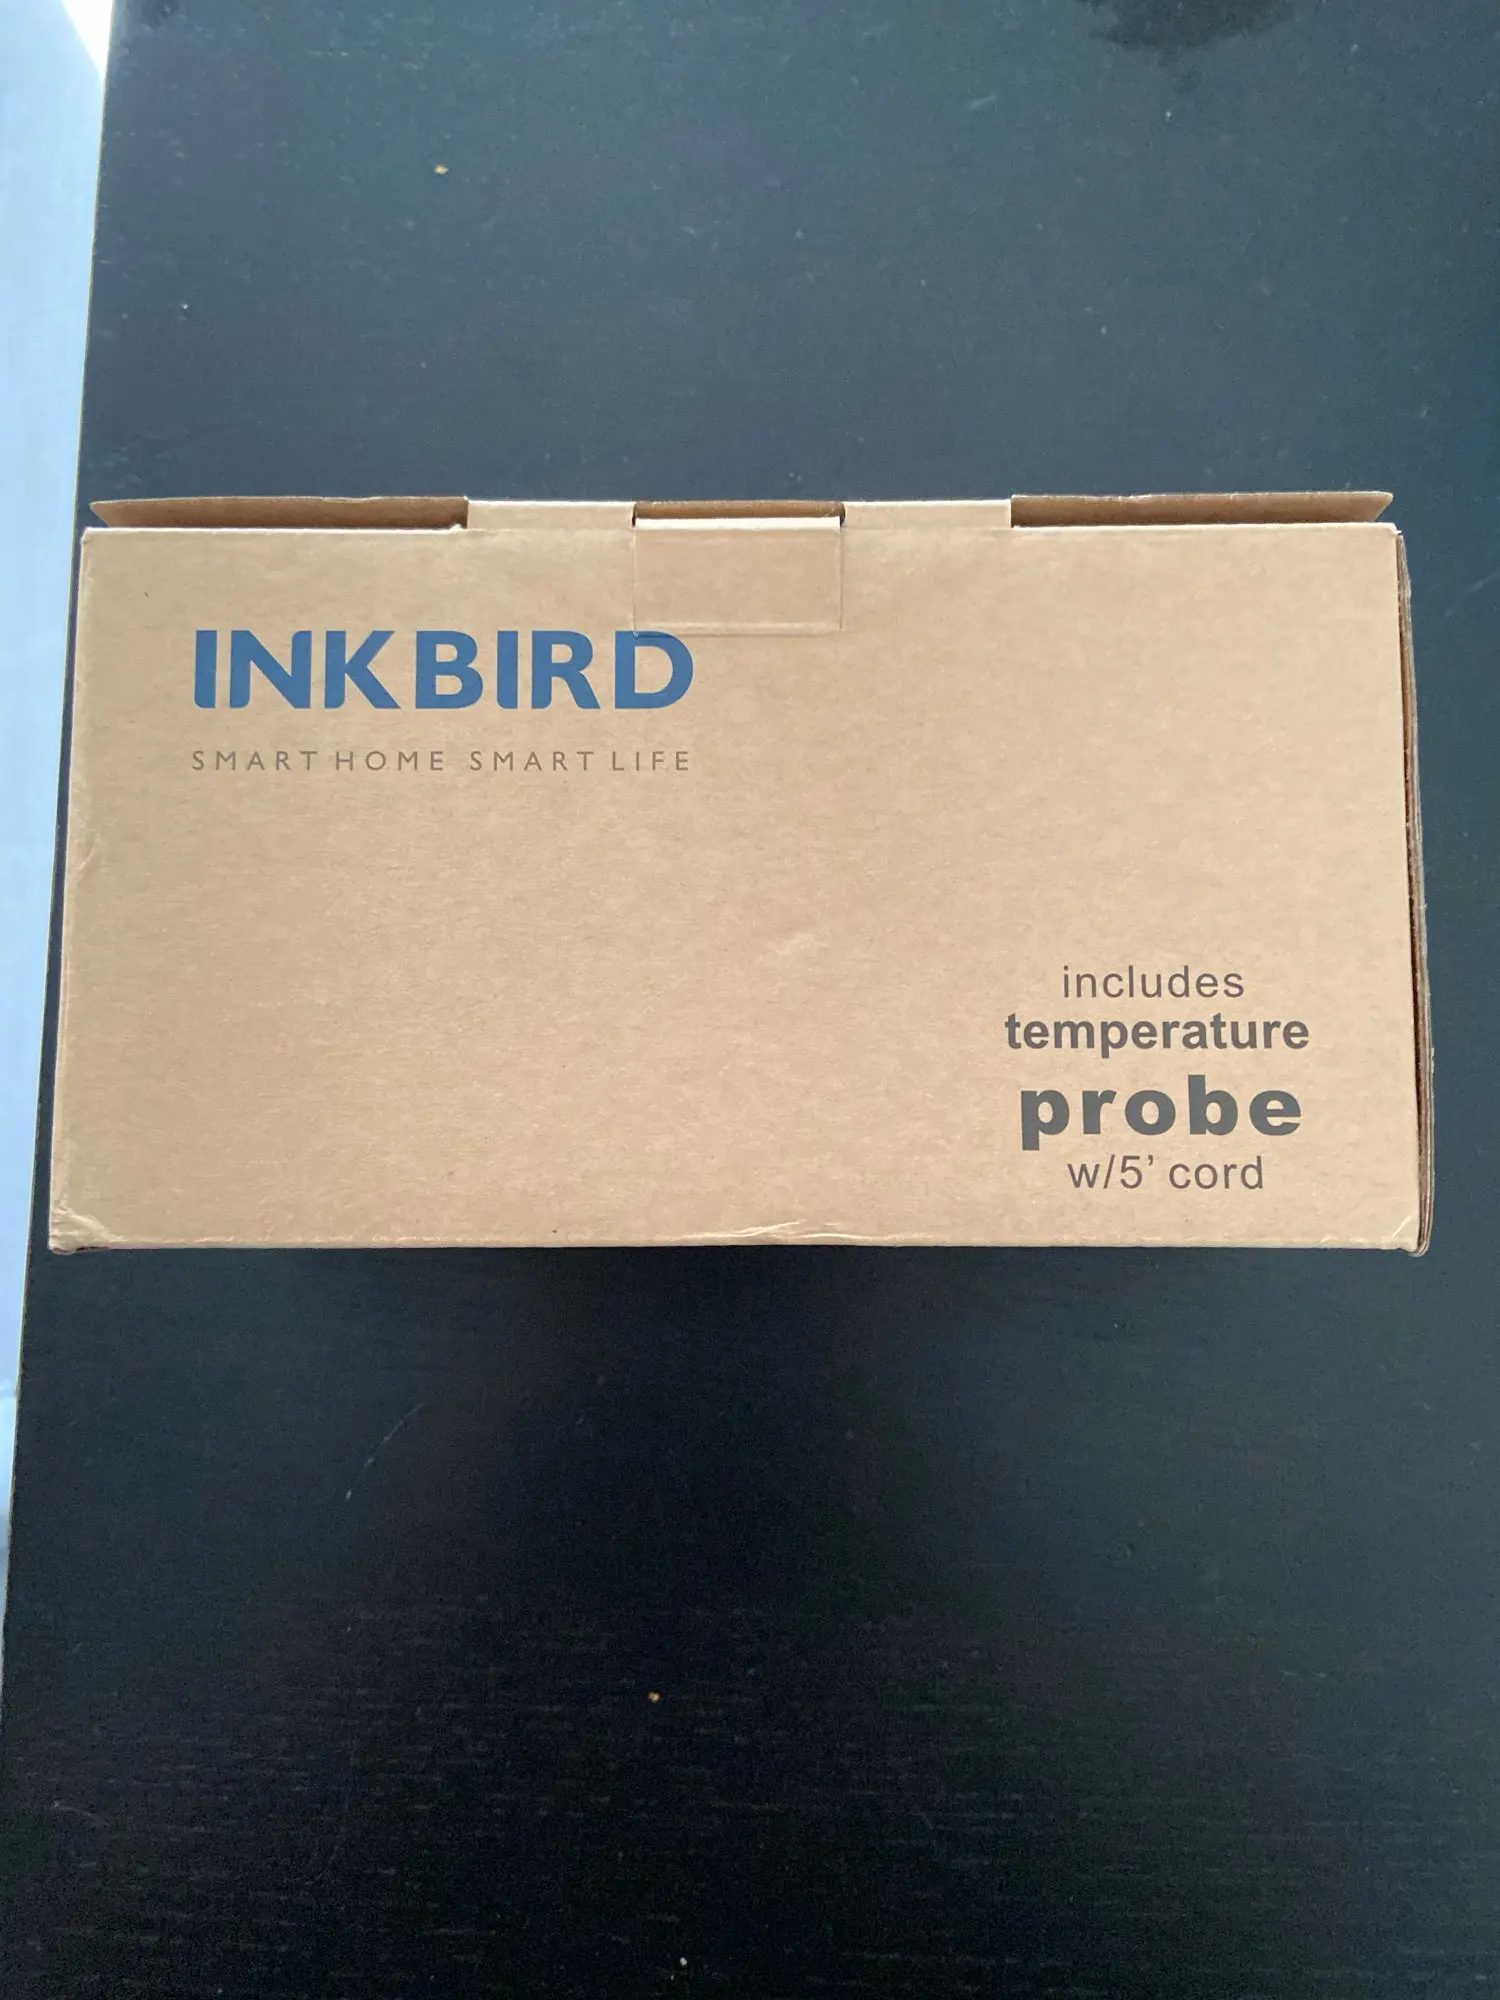 INKBIRD
SMART HOME SMART LIFE
includes
temperature
probe
w/5' cord